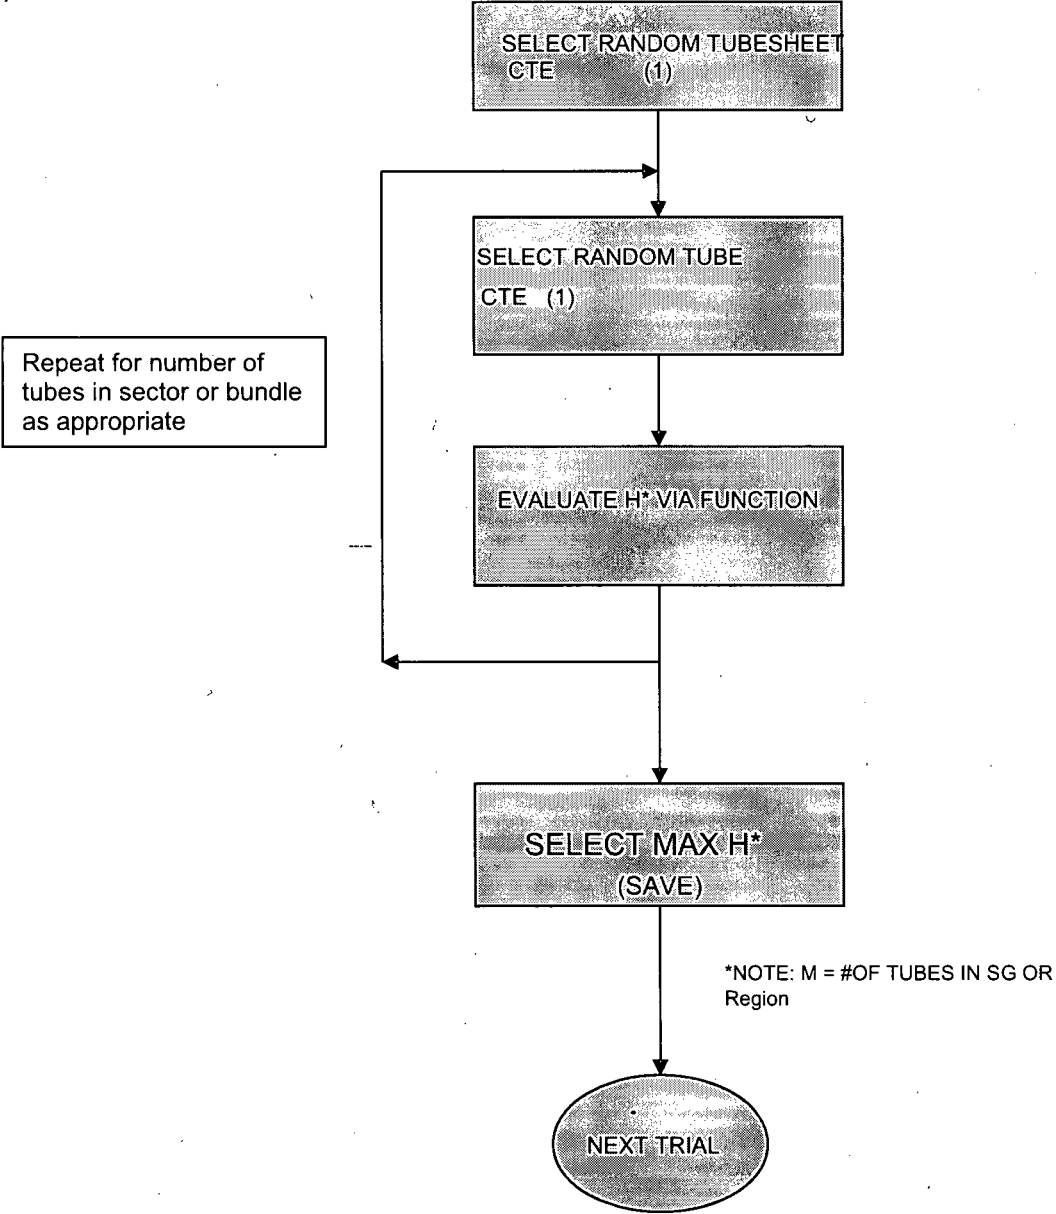 SELECT RANDOM TUBESHEET
CTE (1)
SELECT RANDOM TUBE
CTE (1)
Repeat for number of
tubes in sector or bundle
as appropriate
EVALUATE H* VIA FUNCTION
SELECT MAX H*
(SAVE)
*NOTE: M = #OF TUBES IN SG OR
Region
NEXT TRIAL